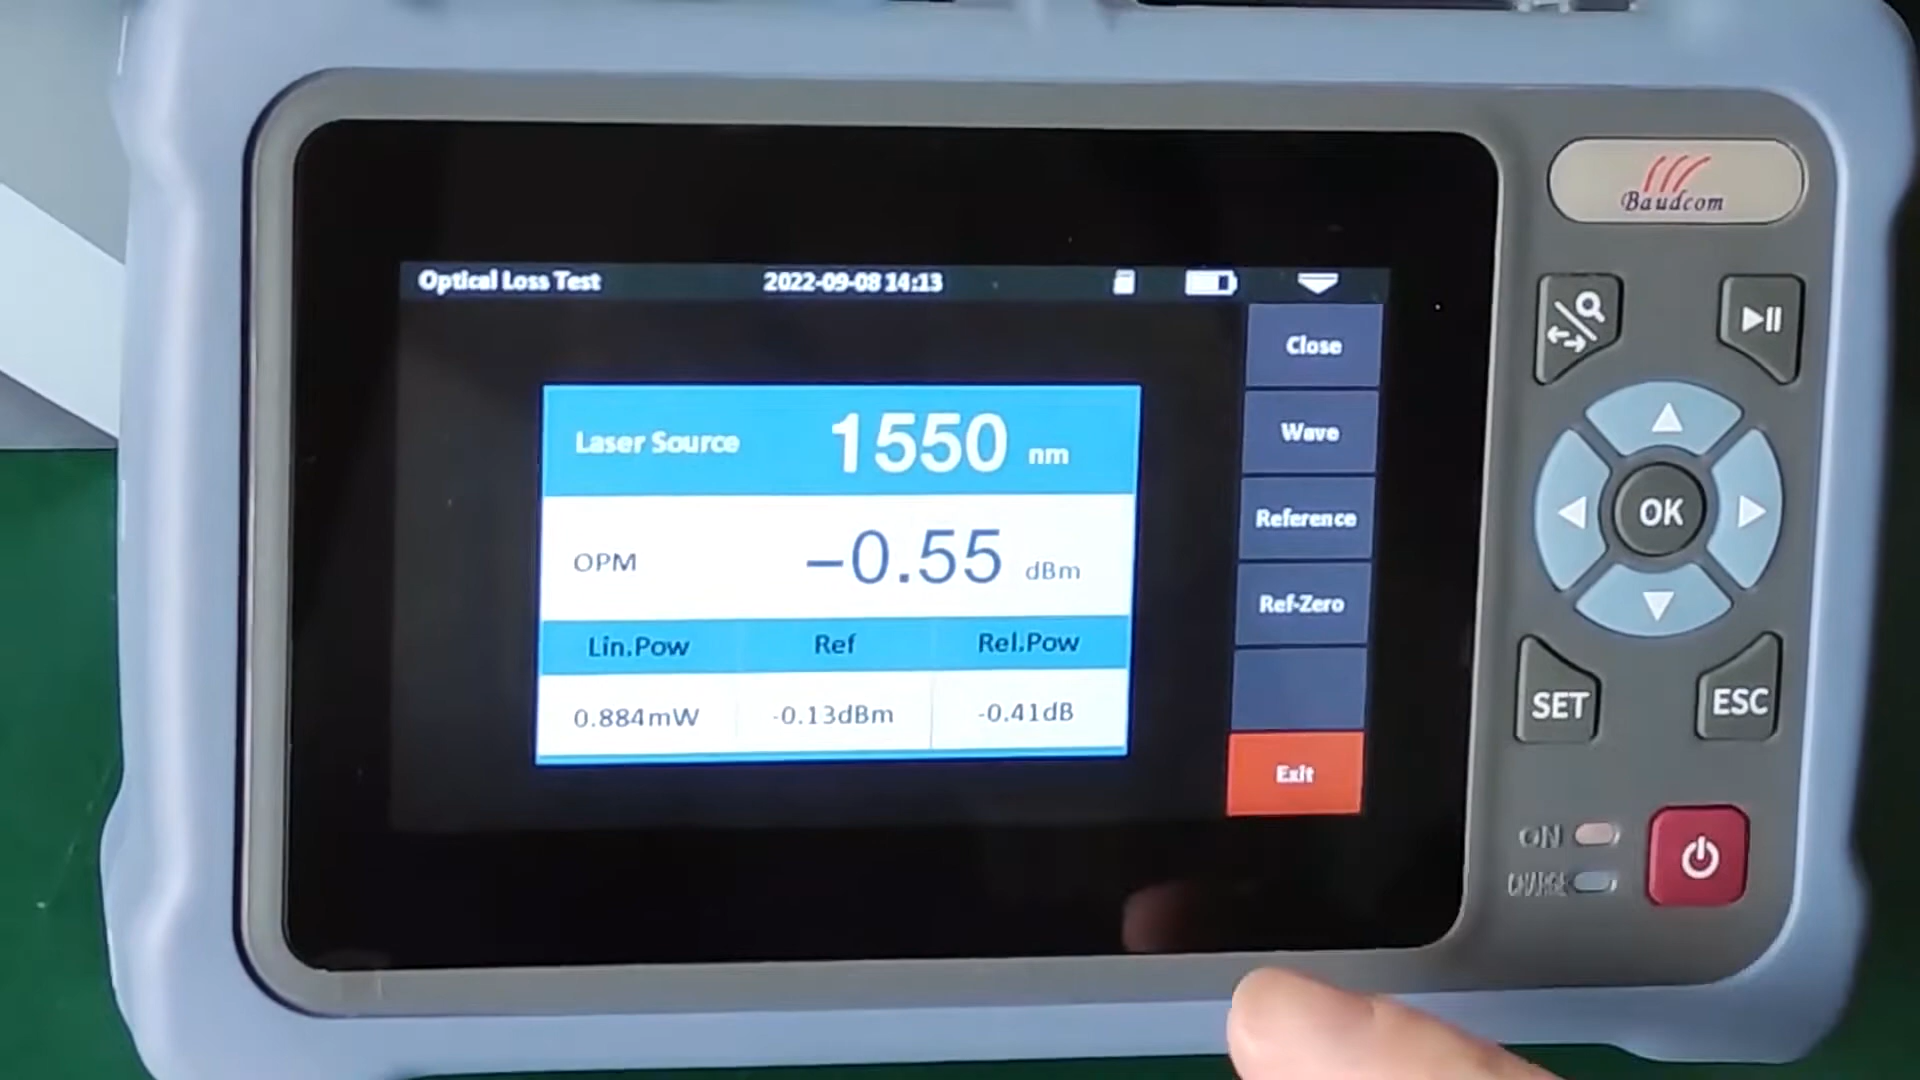 Baudcom
Optical Loss Test 2022-09-08 14:13
Close
Laser Source 1550 nm
Wave
Reference
OPM -0.55 dBm
Ref-Zero
Lin.Pow Ref Rel.Pow
0.884mW -0.13dBm -0.41dB
Exit
OK
SET ESC
ON
CHARGE